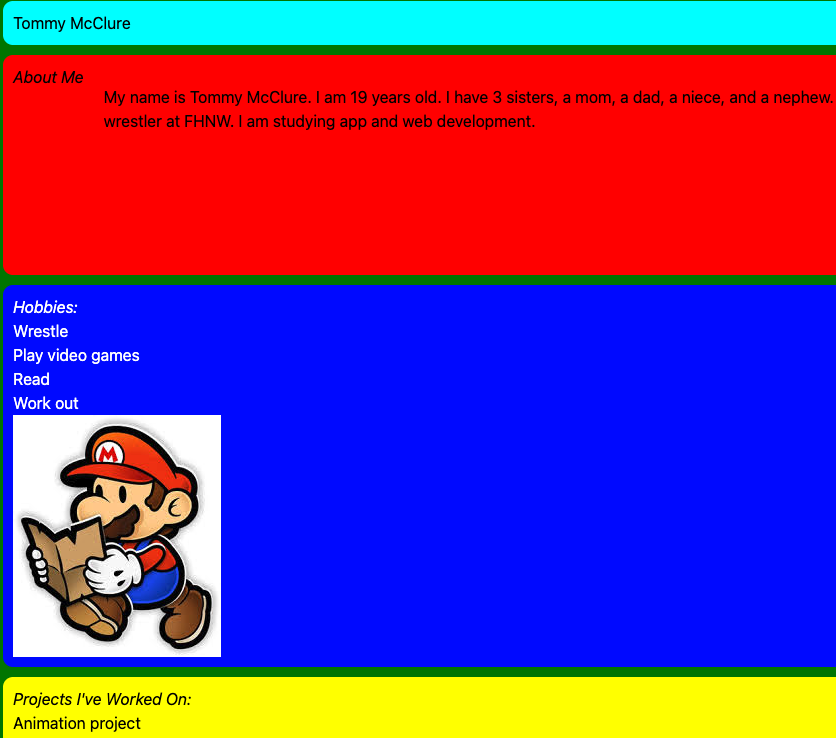 Tommy McClure
About Me
My name is Tommy McClure. I am 19 years old. I have 3 sisters, a mom, a dad, a niece, and a nephew.
wrestler at FHNW. I am studying app and web development.
Hobbies:
Wrestle
Play video games
Read
Work out
M
Projects I've Worked On:
Animation project